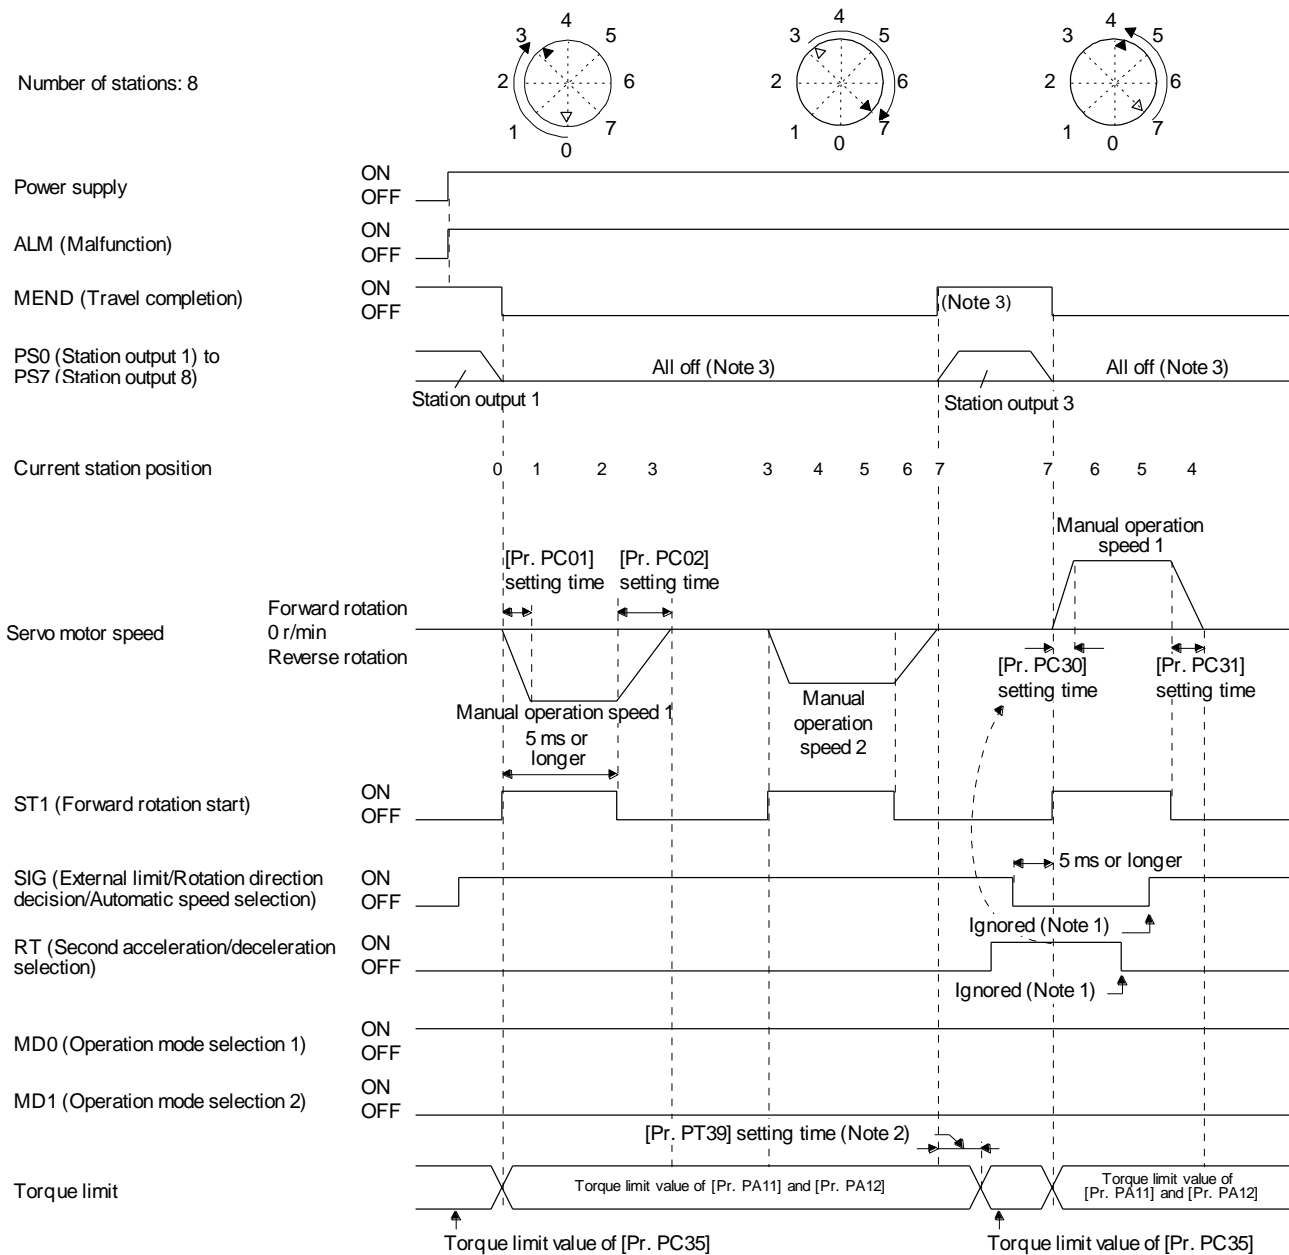 Number of stations: 8
4
3
5
2
6
1
7
0
4
3
5
2
6
1
7
0
4
3
5
2
6
1
7
0
Power supply
ON
OFF
ALM (Malfunction)
ON
OFF
MEND (Travel completion)
ON
OFF
(Note 3)
PS0 (Station output 1) to
PS7 (Station output 8)
All off (Note 3)
All off (Note 3)
Station output 1
Station output 3
Current station position
0 1 2 3 3 4 5 6 7 7 6 5 4
Manual operation
speed 1
[Pr. PC01]
setting time
[Pr. PC02]
setting time
Servo motor speed
Forward rotation
0 r/min
Reverse rotation
[Pr. PC30]
setting time
[Pr. PC31]
setting time
Manual operation speed 1
Manual
operation
speed 2
5 ms or
longer
ST1 (Forward rotation start)
ON
OFF
5 ms or longer
SIG (External limit/Rotation direction
decision/Automatic speed selection)
ON
OFF
Ignored (Note 1)
RT (Second acceleration/deceleration
selection)
ON
OFF
Ignored (Note 1)
MD0 (Operation mode selection 1)
ON
OFF
MD1 (Operation mode selection 2)
ON
OFF
[Pr. PT39] setting time (Note 2)
Torque limit
Torque limit value of [Pr. PA11] and [Pr. PA12]
Torque limit value of
[Pr. PA11] and [Pr. PA12]
Torque limit value of [Pr. PC35]
Torque limit value of [Pr. PC35]